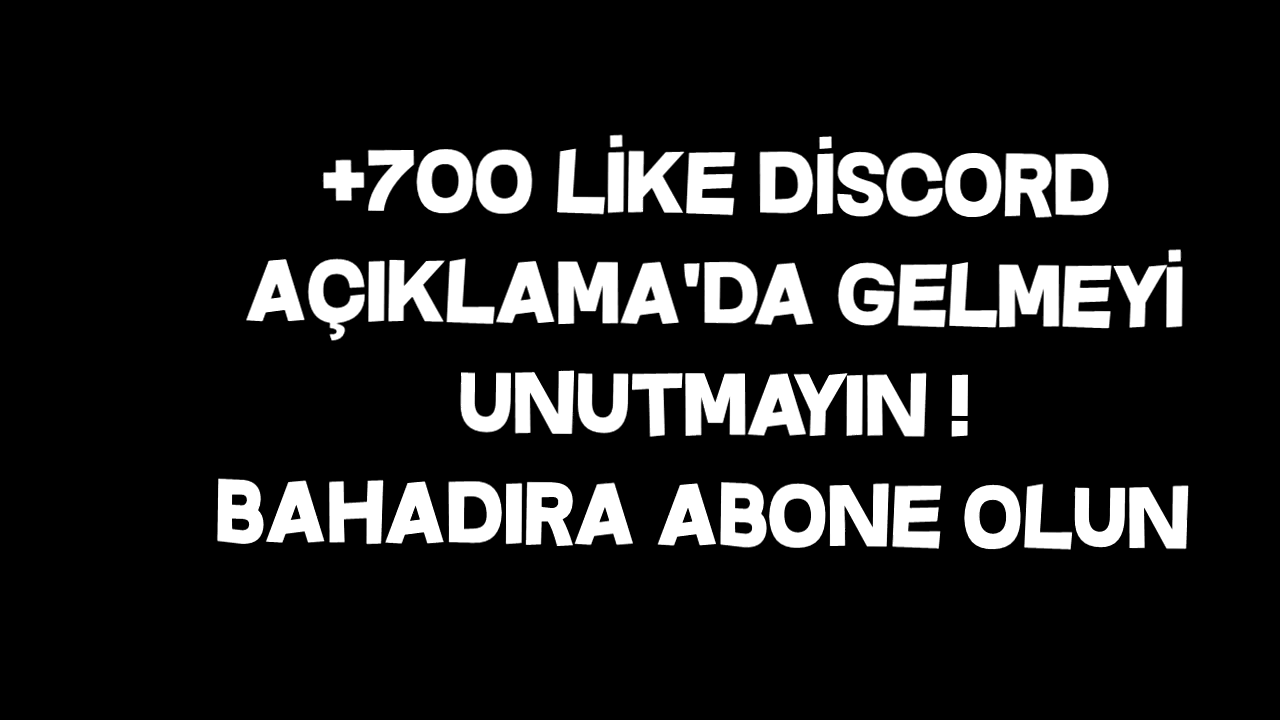 +700 LİKE DİSCORD
AÇIKLAMA'DA GELMEYİ
UNUTMAYIN !
BAHADIRA ABONE OLUN